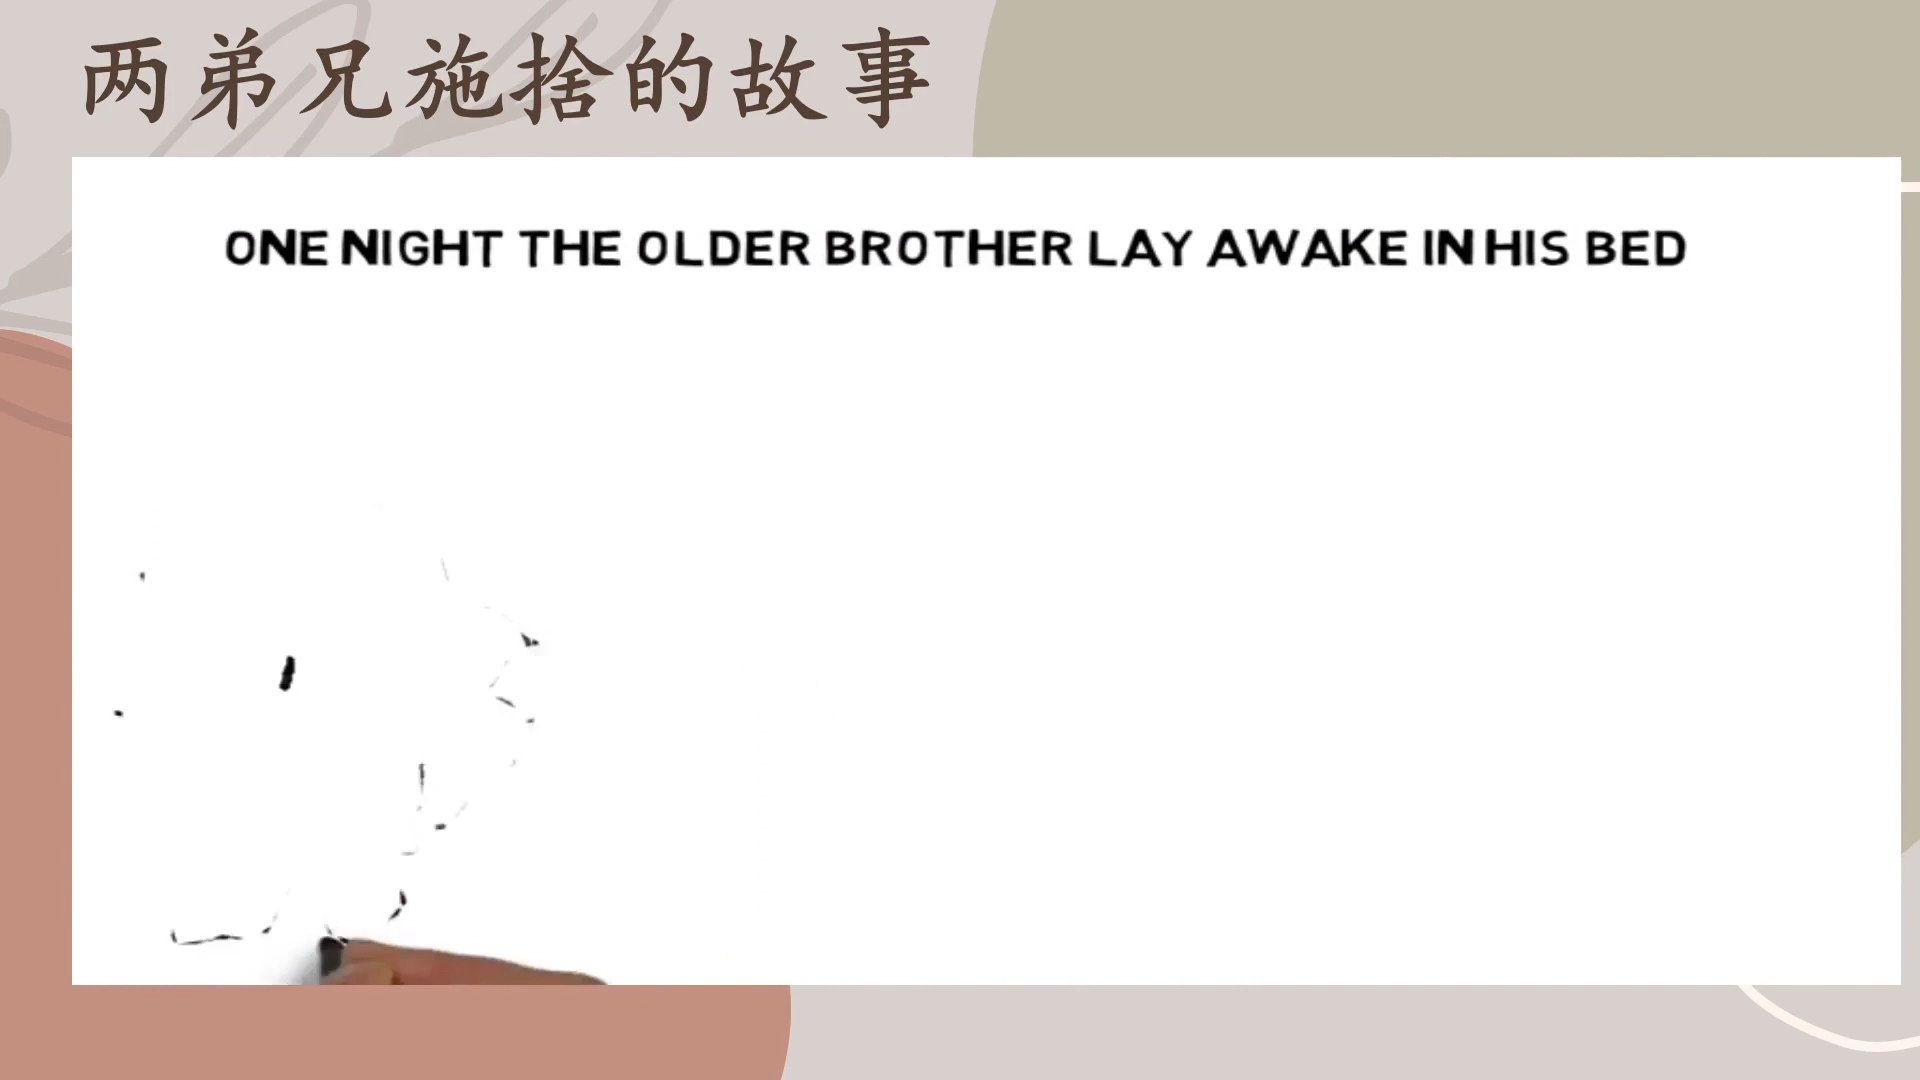 两弟兄施捨的故事
ONE NIGHT THE OLDER BROTHER LAY AWAKE IN HIS BED